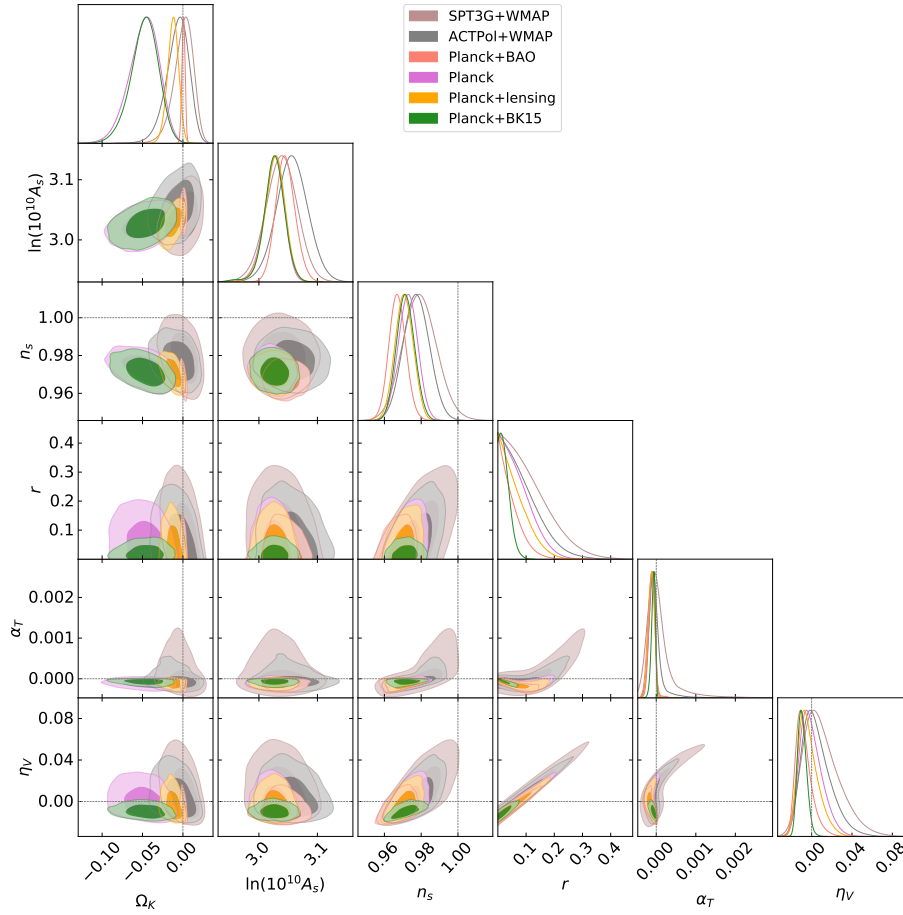 SPT3G+WMAP
ACTPol+WMAP
Planck+BAO
Planck
Planck+lensing
Planck+BK15
3.1
3.0
ln(10¹⁰Aₛ)
1.00
0.98
0.96
nₛ
0.4
0.3
0.2
0.1
r
0.002
0.001
0.000
α_T
0.08
0.04
0.00
η_V
−0.10 −0.05 0.00
3.0 3.1
0.96 0.98 1.00
0.1 0.2 0.3 0.4
0.000 0.001 0.002
0.00 0.04 0.08
Ω_K ln(10¹⁰Aₛ) nₛ r α_T η_V